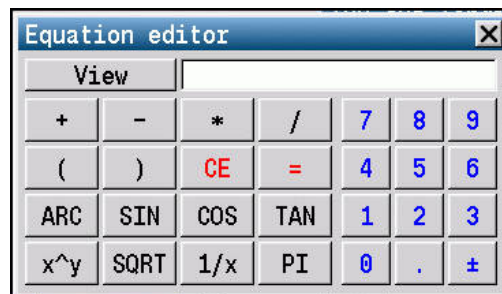 Equation editor
View
+ - * / 7 8 9
( ) CE = 4 5 6
ARC SIN COS TAN 1 2 3
x^y SQRT 1/x PI 0 . ±